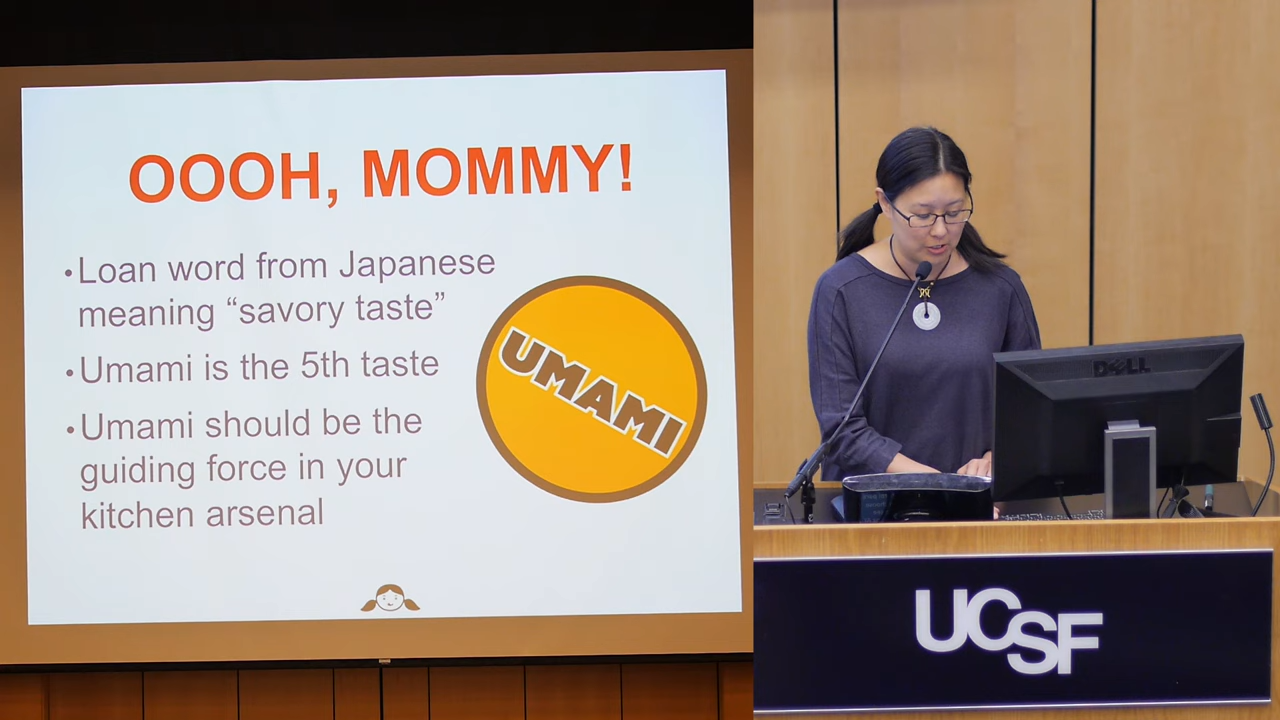 OOOH, MOMMY!
•Loan word from Japanese
meaning “savory taste”
•Umami is the 5th taste
•Umami should be the
guiding force in your
kitchen arsenal
UMAMI
DELL
UCSF